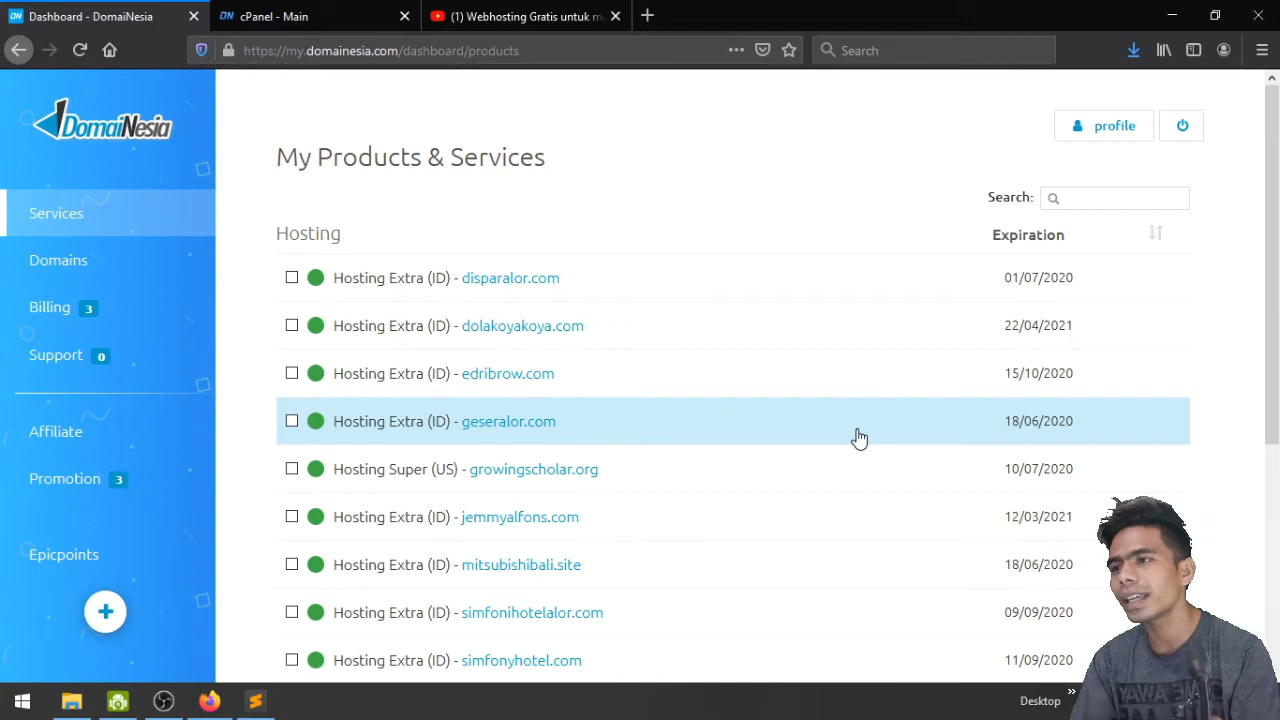 Dashboard - DomaiNesia
DN cPanel - Main
(1) Webhosting Gratis untuk m
https://my.domainesia.com/dashboard/products
Search
DomaiNesia
profile
My Products & Services
Search:
Services
Domains
Billing 3
Support 0
Affiliate
Promotion 3
Epicpoints
Hosting Expiration
Hosting Extra (ID) - disparalor.com 01/07/2020
Hosting Extra (ID) - dolakoyakoya.com 22/04/2021
Hosting Extra (ID) - edribrow.com 15/10/2020
Hosting Extra (ID) - geseralor.com 18/06/2020
Hosting Super (US) - growingscholar.org 10/07/2020
Hosting Extra (ID) - jemmyalfons.com 12/03/2021
Hosting Extra (ID) - mitsubishibali.site 18/06/2020
Hosting Extra (ID) - simfonihotelalor.com 09/09/2020
Hosting Extra (ID) - simfonyhotel.com 11/09/2020
Desktop